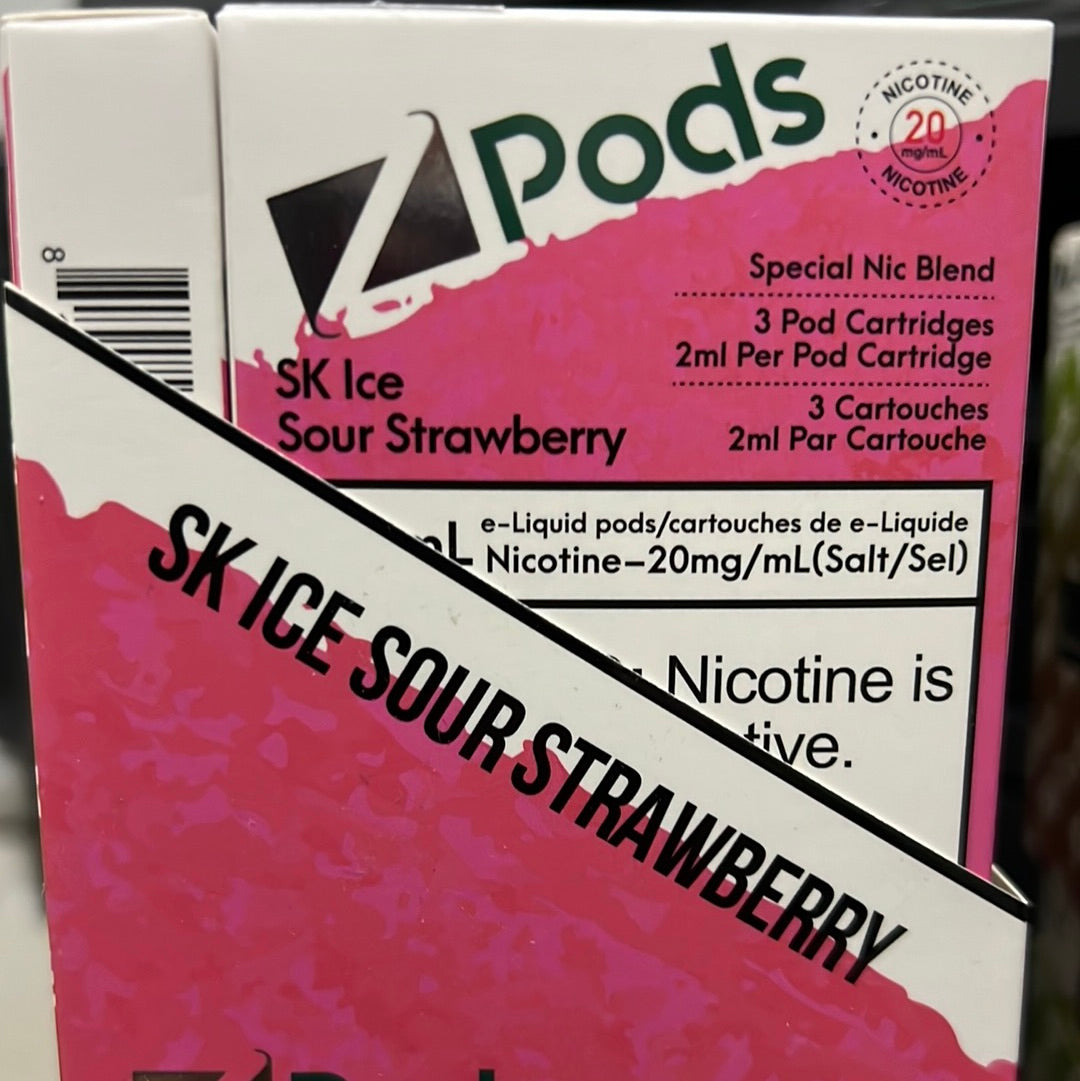 ZPods
NICOTINE
20
mg/mL
NICOTINE
Special Nic Blend
3 Pod Cartridges
2ml Per Pod Cartridge
3 Cartouches
2ml Par Cartouche
SK Ice
Sour Strawberry
8
e-Liquid pods/cartouches de e-Liquide
Nicotine-20mg/mL(Salt/Sel)
Nicotine is
SK ICE SOUR STRAWBERRY